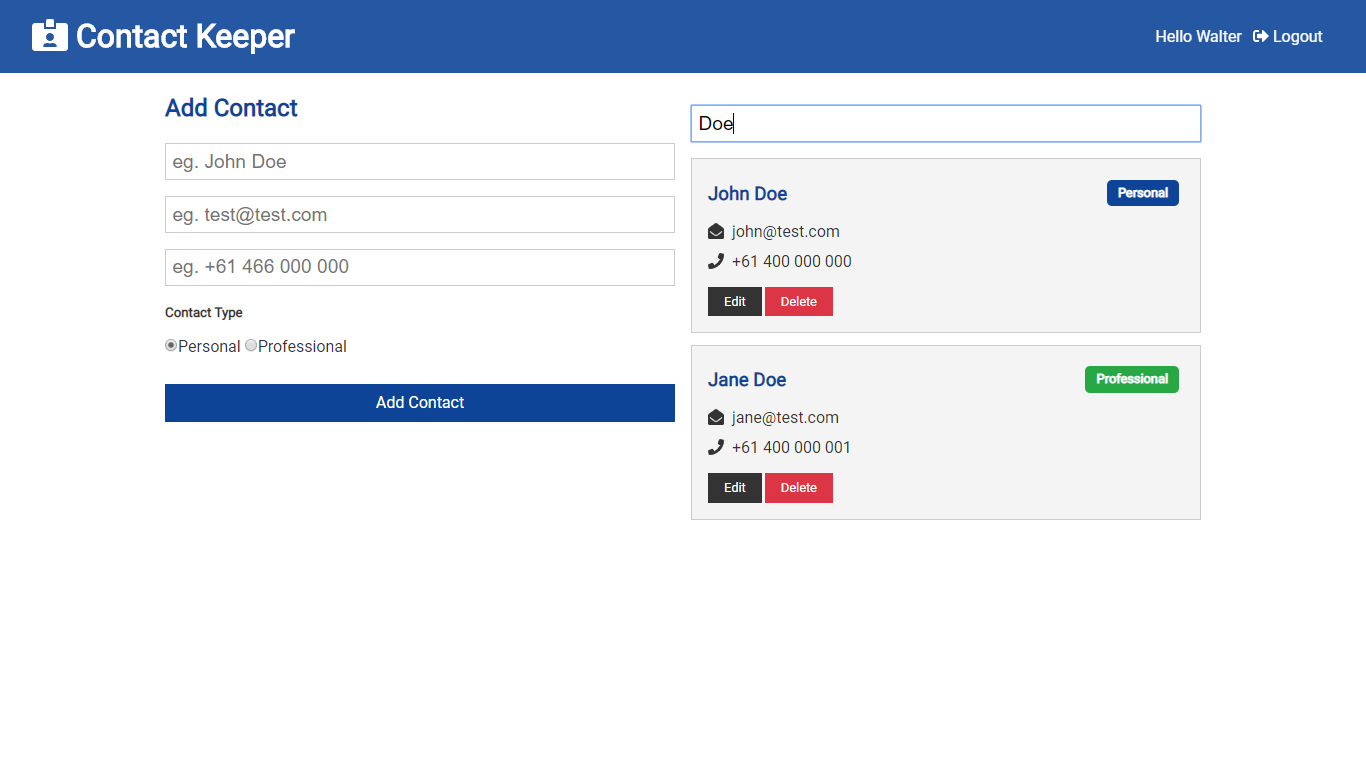 Contact Keeper
Hello Walter Logout
Add Contact
eg. John Doe
eg. test@test.com
eg. +61 466 000 000
Contact Type
Personal Professional
Add Contact
Doe
John Doe
Personal
john@test.com
+61 400 000 000
Edit Delete
Jane Doe
Professional
jane@test.com
+61 400 000 001
Edit Delete